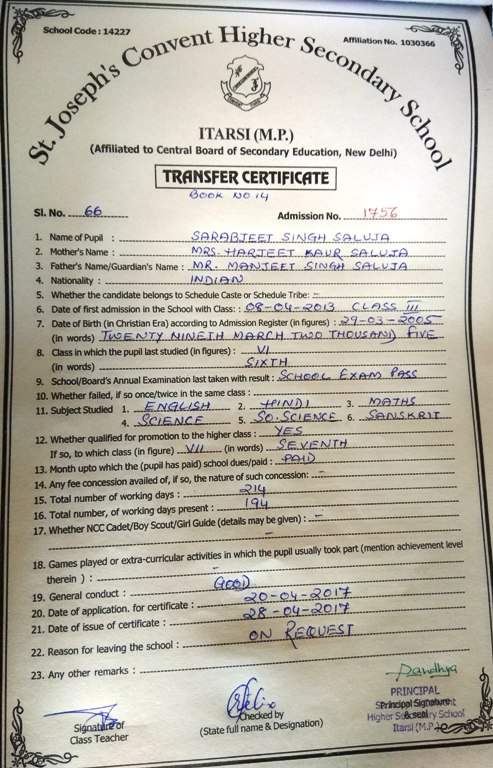 School Code : 14227
Affiliation No. 1030366
St. Joseph's Convent Higher Secondary School
ITARSI (M.P.)
(Affiliated to Central Board of Secondary Education, New Delhi)
TRANSFER CERTIFICATE
BOOK NO 14
Sl. No. 66 Admission No. 1756
1. Name of Pupil : SARABJEET SINGH SALUJA
2. Mother's Name : MRS. HARJEET KAUR SALUJA
3. Father's Name/Guardian's Name : MR. MANJEET SINGH SALUJA
4. Nationality : INDIAN
5. Whether the candidate belongs to Schedule Caste or Schedule Tribe: -
6. Date of first admission in the School with Class: : 08-04-2013 CLASS III
7. Date of Birth (in Christian Era) according to Admission Register (in figures) : 29-03-2005
(in words) TWENTY NINETH MARCH TWO THOUSAND FIVE
8. Class in which the pupil last studied (in figures) : VI
(in words) SIXTH
9. School/Board's Annual Examination last taken with result : SCHOOL EXAM PASS
10. Whether failed, if so once/twice in the same class : -
11. Subject Studied 1. ENGLISH 2. HINDI 3. MATHS
4. SCIENCE 5. SO. SCIENCE 6. SANSKRIT
12. Whether qualified for promotion to the higher class : YES
If so, to which class (in figure) VII (in words) SEVENTH
13. Month upto which the (pupil has paid) school dues/paid : PAID
14. Any fee concession availed of, if so, the nature of such concession: -
15. Total number of working days : 214
16. Total number, of working days present : 194
17. Whether NCC Cadet/Boy Scout/Girl Guide (details may be given) : -
-
18. Games played or extra-curricular activities in which the pupil usually took part (mention achievement level
therein ) : -
19. General conduct : GOOD
20. Date of application. for certificate : 20-04-2017
21. Date of issue of certificate : 28-04-2017
22. Reason for leaving the school : ON REQUEST
23. Any other remarks :
Signature of
Class Teacher
Checked by
(State full name & Designation)
PRINCIPAL
Principal Signature
& seal
Higher Secondary School
Itarsi (M.P.)